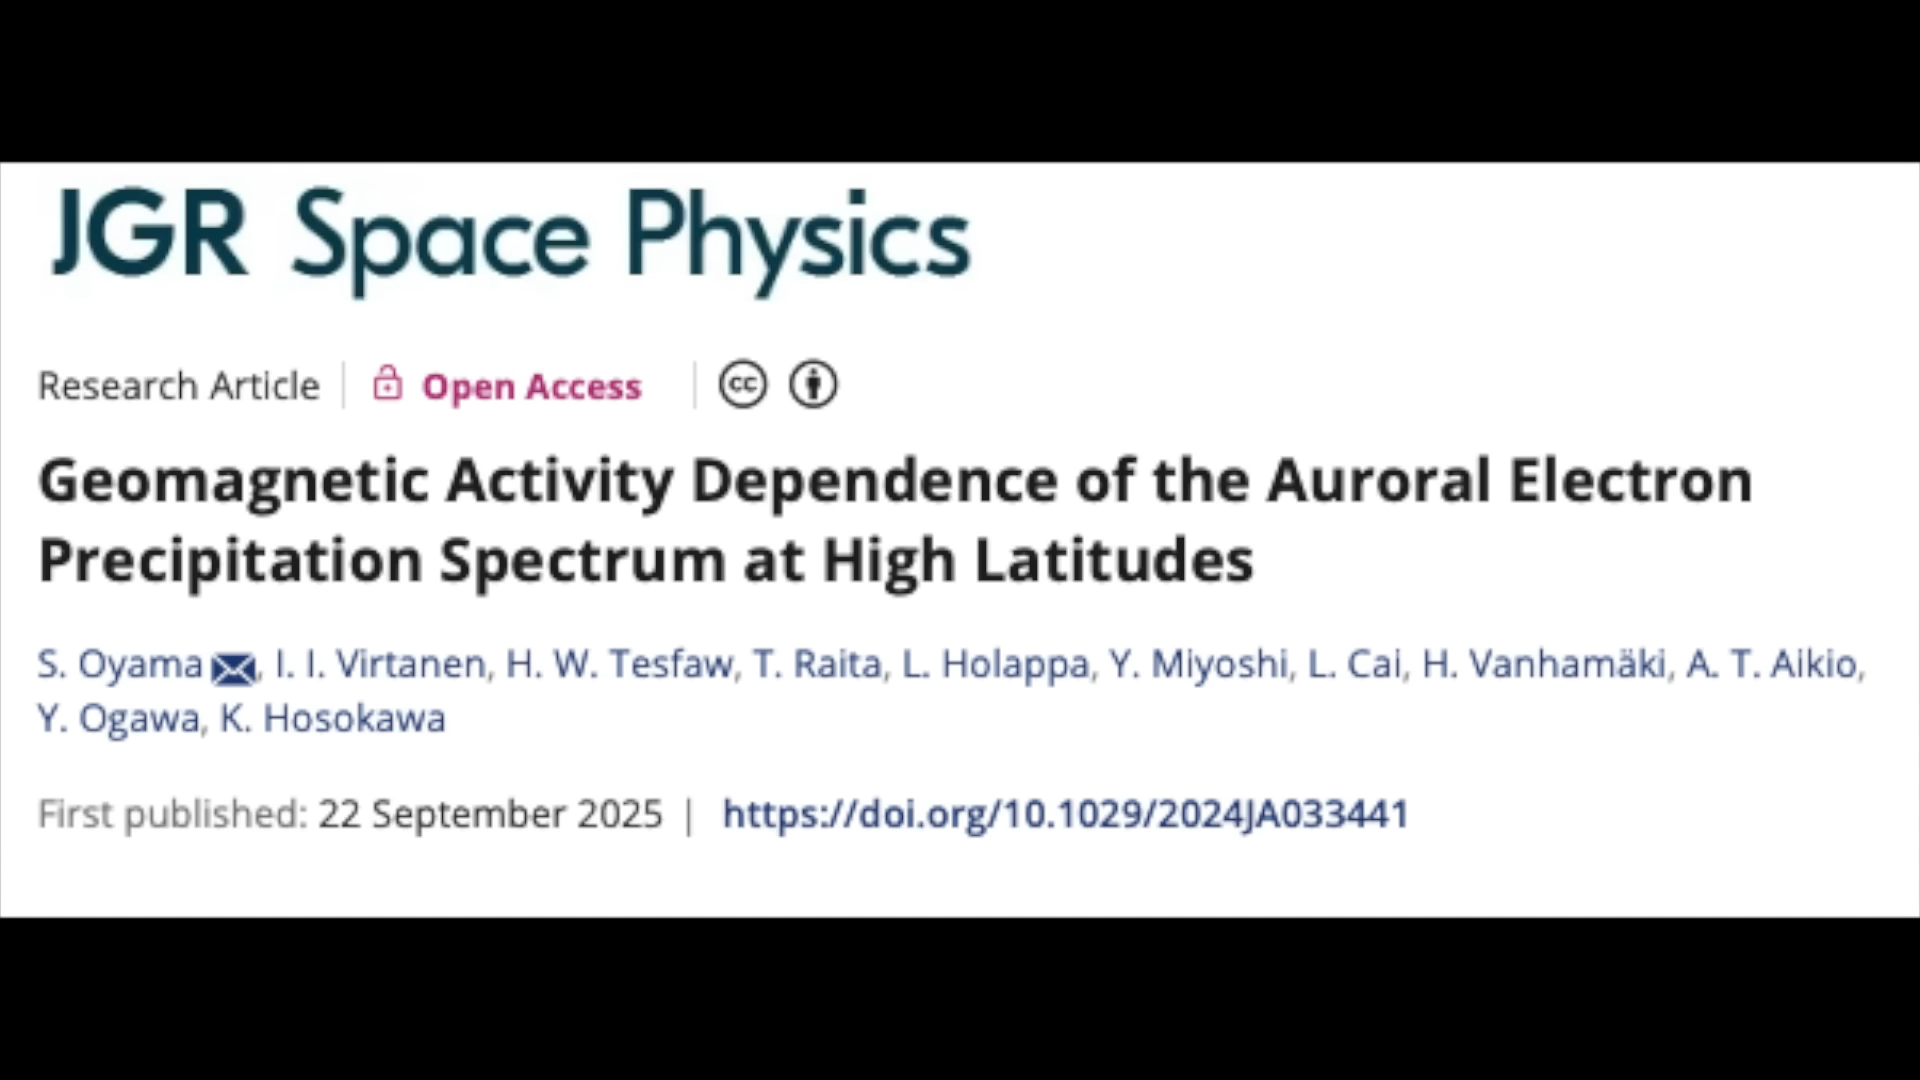 JGR Space Physics
Research Article | Open Access | cc
Geomagnetic Activity Dependence of the Auroral Electron
Precipitation Spectrum at High Latitudes
S. Oyama, I. I. Virtanen, H. W. Tesfaw, T. Raita, L. Holappa, Y. Miyoshi, L. Cai, H. Vanhamäki, A. T. Aikio,
Y. Ogawa, K. Hosokawa
First published: 22 September 2025 | https://doi.org/10.1029/2024JA033441